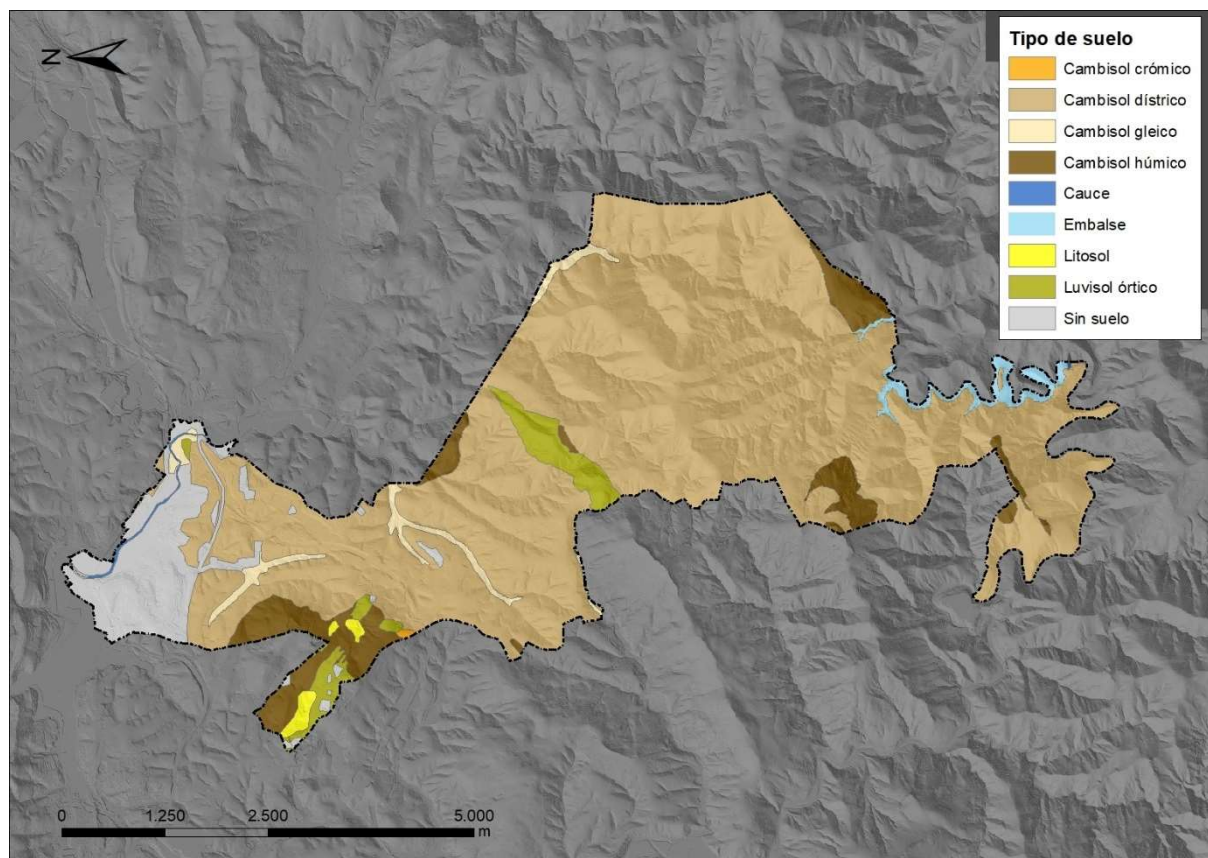 N
Tipo de suelo
Cambisol crómico
Cambisol dístrico
Cambisol gleico
Cambisol húmico
Cauce
Embalse
Litosol
Luvisol órtico
Sin suelo
0 1.250 2.500 5.000
m